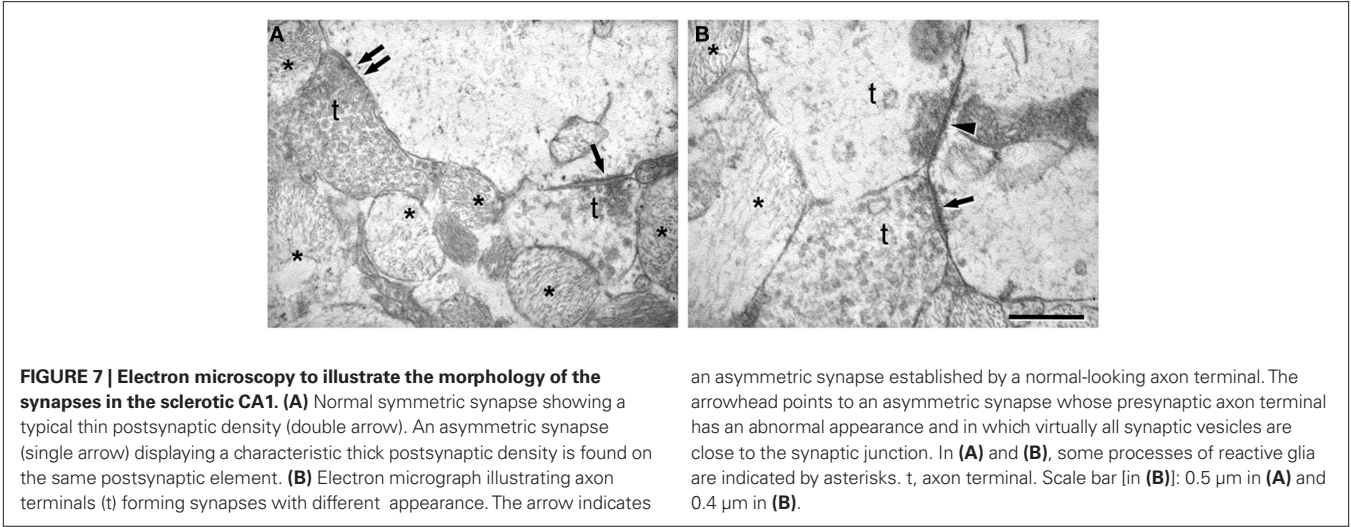 A
*
t
*
*
*
t
*
*
B
*
t
*
t
FIGURE 7 | Electron microscopy to illustrate the morphology of the
synapses in the sclerotic CA1. (A) Normal symmetric synapse showing a
typical thin postsynaptic density (double arrow). An asymmetric synapse
(single arrow) displaying a characteristic thick postsynaptic density is found on
the same postsynaptic element. (B) Electron micrograph illustrating axon
terminals (t) forming synapses with different appearance. The arrow indicates
an asymmetric synapse established by a normal-looking axon terminal. The
arrowhead points to an asymmetric synapse whose presynaptic axon terminal
has an abnormal appearance and in which virtually all synaptic vesicles are
close to the synaptic junction. In (A) and (B), some processes of reactive glia
are indicated by asterisks. t, axon terminal. Scale bar [in (B)]: 0.5 μm in (A) and
0.4 μm in (B).